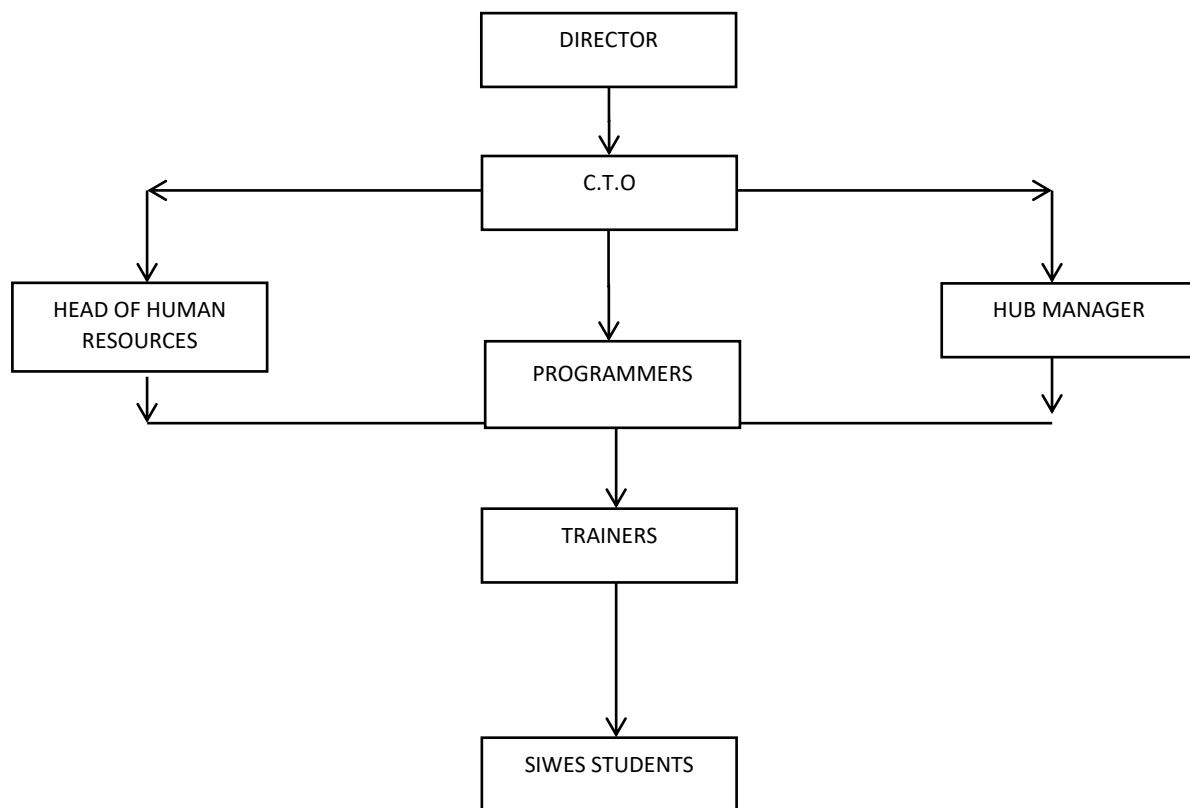 DIRECTOR
C.T.O
HEAD OF HUMAN
RESOURCES
HUB MANAGER
PROGRAMMERS
TRAINERS
SIWES STUDENTS